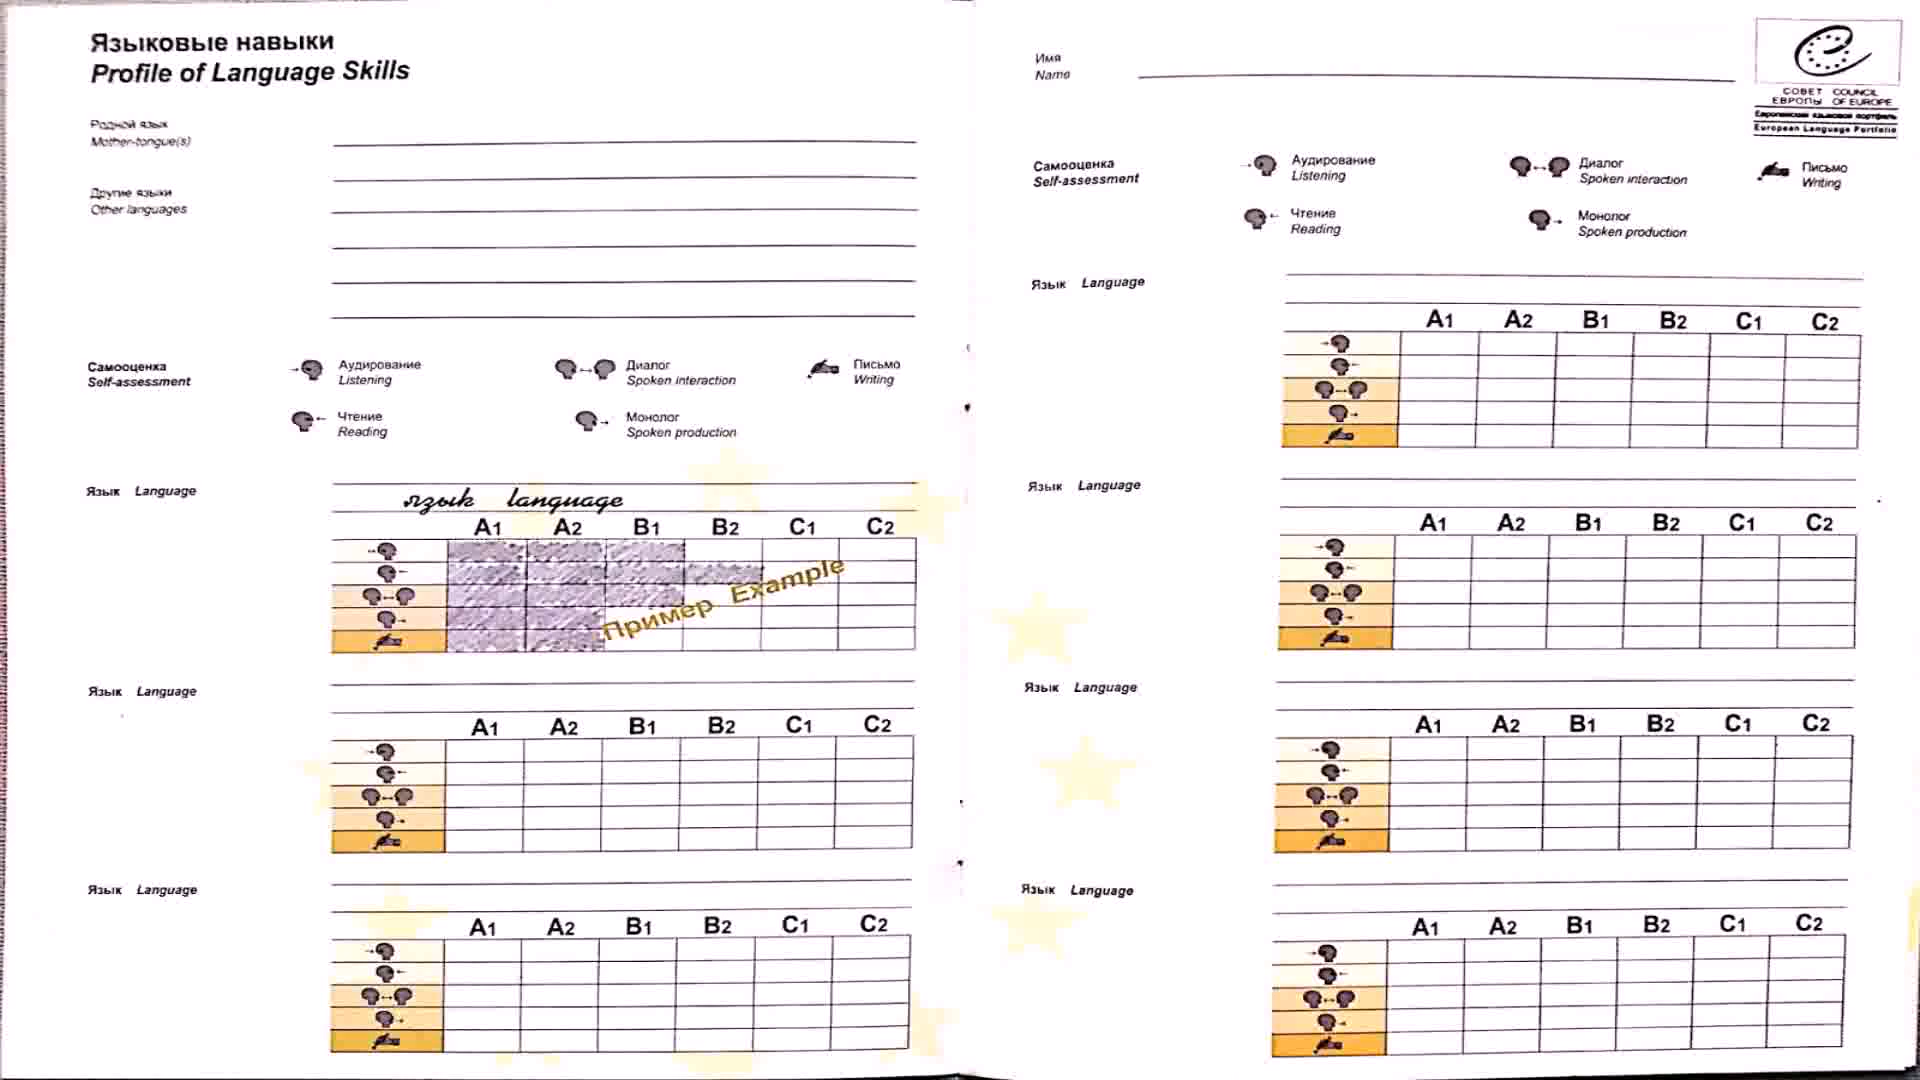 Языковые навыки
Profile of Language Skills
Родной язык
Mother-tongue(s)
Другие языки
Other languages
Самооценка
Self-assessment
Аудирование
Listening
Диалог
Spoken interaction
Письмо
Writing
Чтение
Reading
Монолог
Spoken production
Язык Language
язык language
A1 A2 B1 B2 C1 C2
Пример Example
Язык Language
A1 A2 B1 B2 C1 C2
Язык Language
A1 A2 B1 B2 C1 C2
Имя
Name
СОВЕТ COUNCIL
ЕВРОПЫ OF EUROPE
Европейский языковой портфель
European Language Portfolio
Самооценка
Self-assessment
Аудирование
Listening
Диалог
Spoken interaction
Письмо
Writing
Чтение
Reading
Монолог
Spoken production
Язык Language
A1 A2 B1 B2 C1 C2
Язык Language
A1 A2 B1 B2 C1 C2
Язык Language
A1 A2 B1 B2 C1 C2
Язык Language
A1 A2 B1 B2 C1 C2